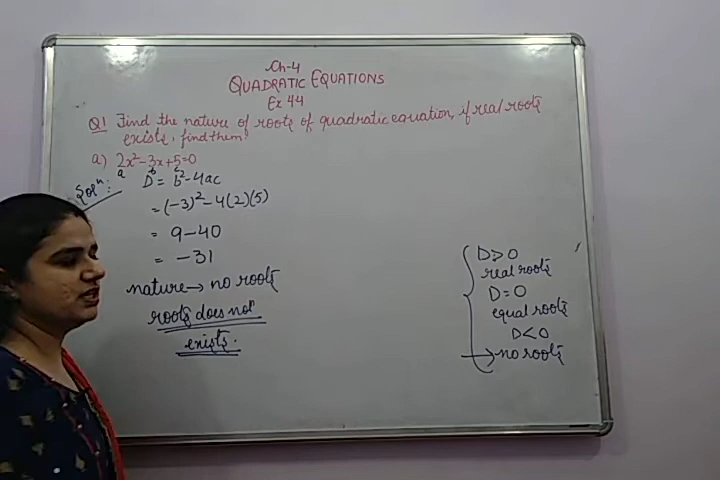 Ch-4
QUADRATIC EQUATIONS
Ex 4.4
Q1 Find the nature of roots of quadratic equation, if real roots
exists, find them.
a) 2x²-3x+5=0
a b c
Solⁿ: D = b²-4ac
= (-3)²-4(2)(5)
= 9-40
= -31
nature→ no roots
roots does not
exists.
D>0
real roots
D=0
equal roots
D<0
→no roots